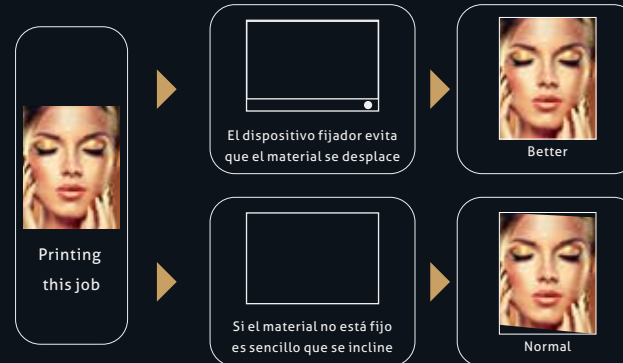 Printing
this job
El dispositivo fijador evita
que el material se desplace
Better
Si el material no está fijo
es sencillo que se incline
Normal